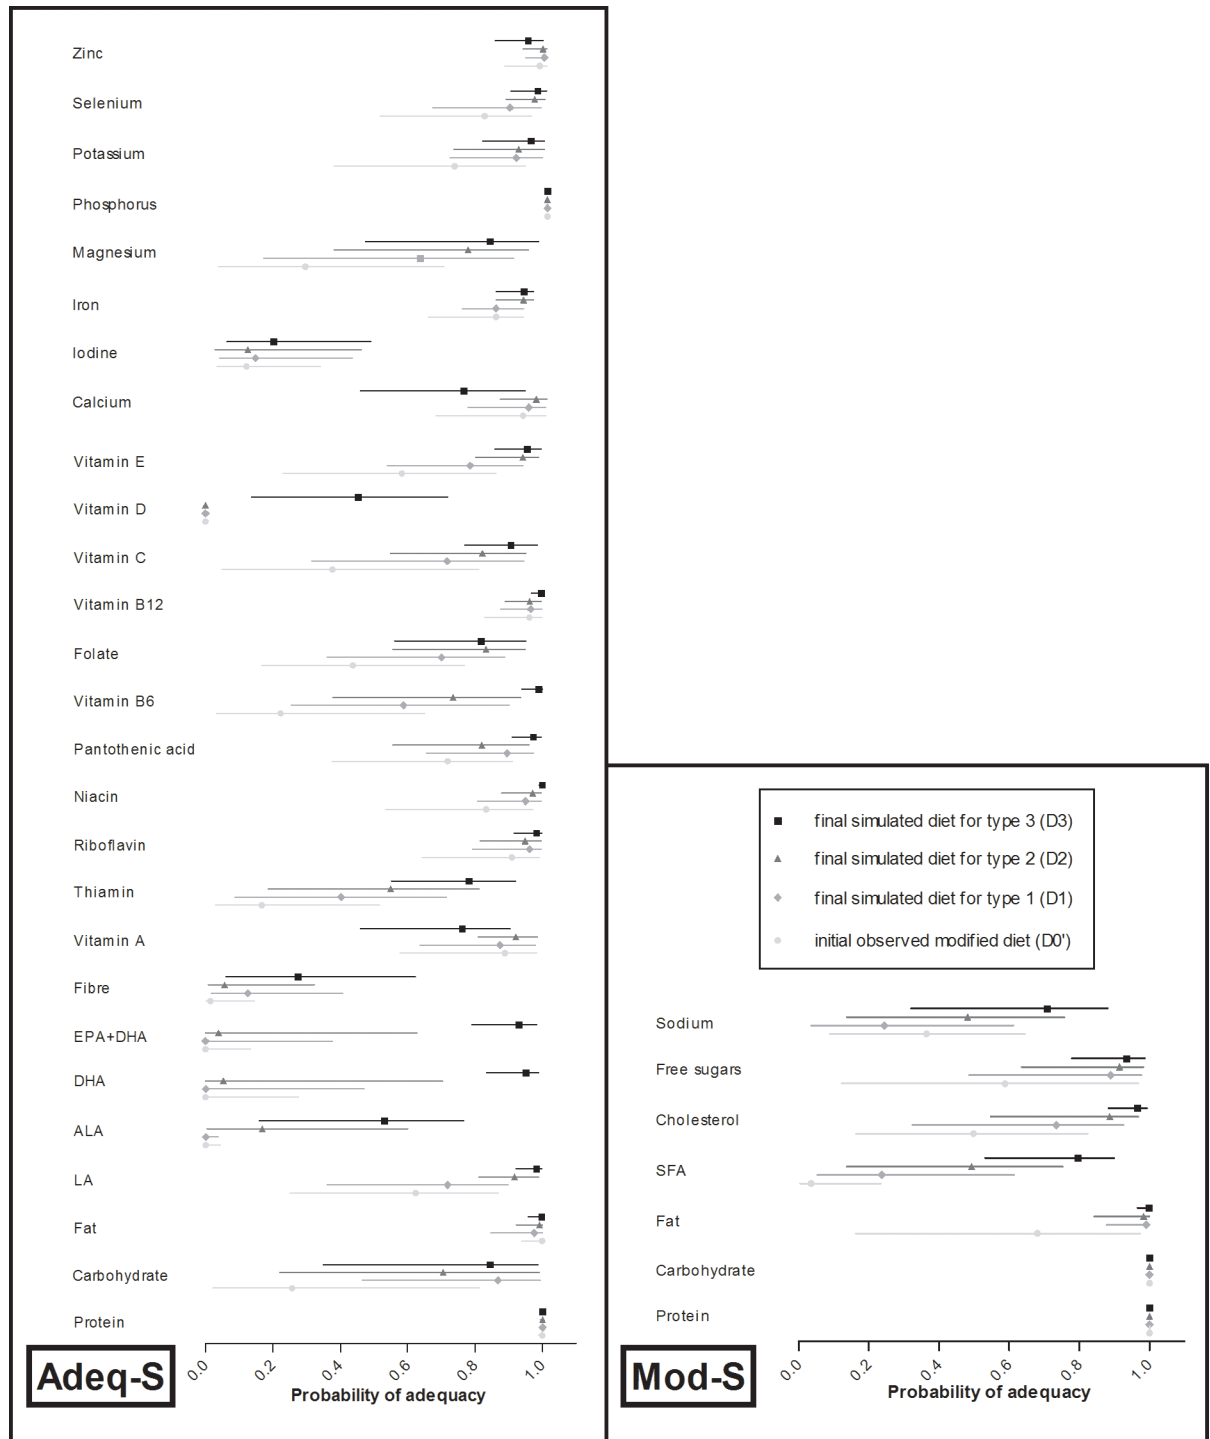 Zinc
Selenium
Potassium
Phosphorus
Magnesium
Iron
Iodine
Calcium
Vitamin E
Vitamin D
Vitamin C
Vitamin B12
Folate
Vitamin B6
Pantothenic acid
Niacin
Riboflavin
Thiamin
Vitamin A
Fibre
EPA+DHA
DHA
ALA
LA
Fat
Carbohydrate
Protein
0.0 0.2 0.4 0.6 0.8 1.0
Probability of adequacy
Adeq-S
final simulated diet for type 3 (D3)
final simulated diet for type 2 (D2)
final simulated diet for type 1 (D1)
initial observed modified diet (D0')
Sodium
Free sugars
Cholesterol
SFA
Fat
Carbohydrate
Protein
0.0 0.2 0.4 0.6 0.8 1.0
Probability of adequacy
Mod-S